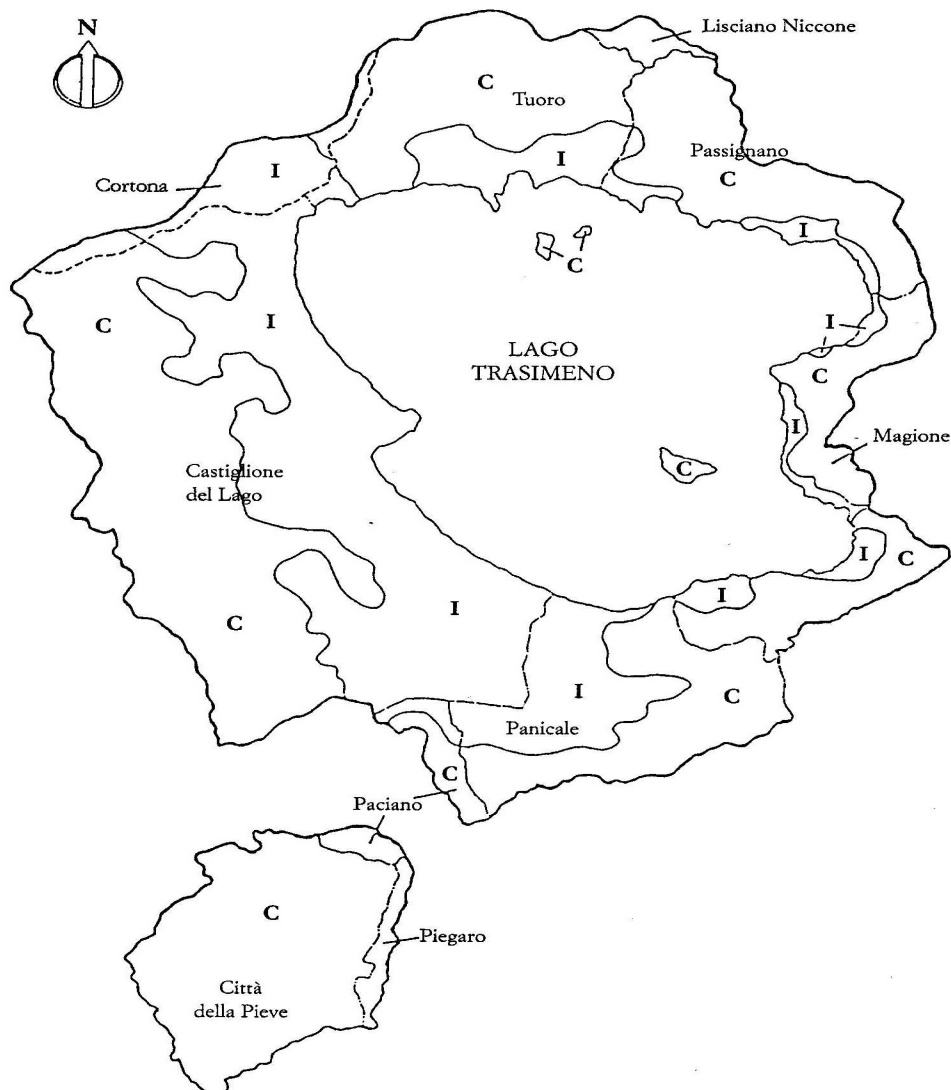 N
Lisciano Niccone
C
Tuoro
I
Passignano
C
I
Cortona
I
C
C
I
I
LAGO
TRASIMENO
C
I
Magione
C
Castiglione
del Lago
I
C
I
C
I
I
C
Panicale
C
Paciano
C
Piegaro
Città
della Pieve